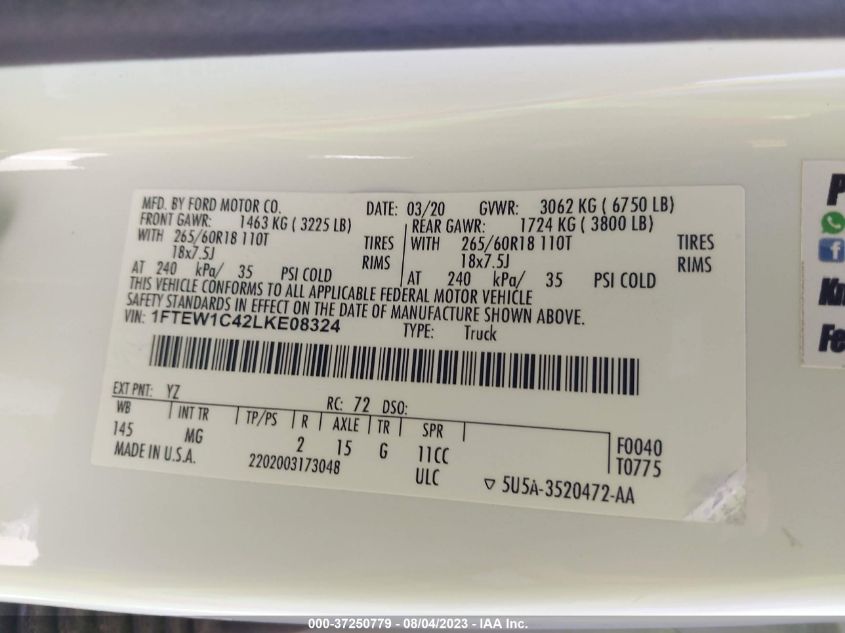 MFD. BY FORD MOTOR CO. DATE: 03/20 GVWR: 3062 KG ( 6750 LB)
FRONT GAWR: 1463 KG ( 3225 LB) REAR GAWR: 1724 KG ( 3800 LB)
WITH 265/60R18 110T TIRES WITH 265/60R18 110T TIRES
18x7.5J RIMS 18x7.5J RIMS
AT 240 kPa/ 35 PSI COLD AT 240 kPa/ 35 PSI COLD
THIS VEHICLE CONFORMS TO ALL APPLICABLE FEDERAL MOTOR VEHICLE
SAFETY STANDARDS IN EFFECT ON THE DATE OF MANUFACTURE SHOWN ABOVE.
VIN: 1FTEW1C42LKE08324 TYPE: Truck
EXT PNT: YZ RC: 72 DSO:
WB INT TR TP/PS R AXLE TR SPR F0040
145 MG 2 15 G 11CC T0775
MADE IN U.S.A. 2202003173048 ULC ▽ 5U5A-3520472-AA
000-37250779 - 08/04/2023 - IAA Inc.